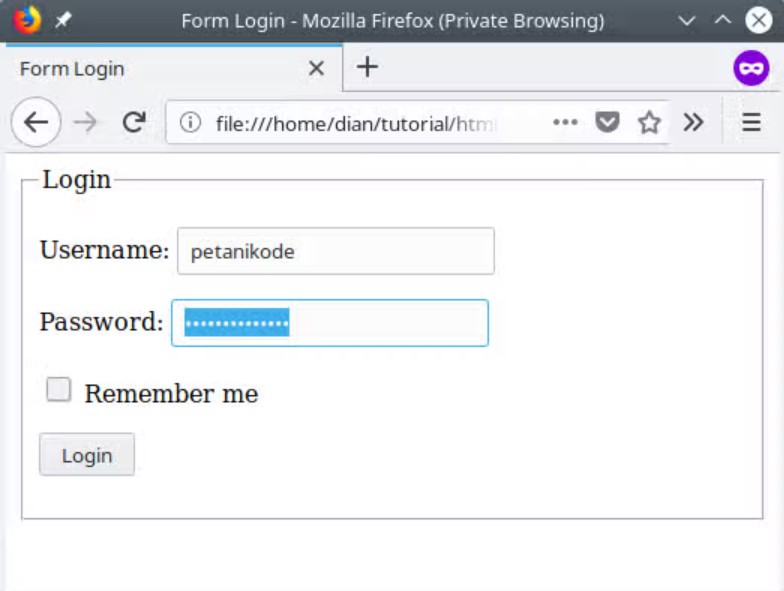 Form Login - Mozilla Firefox (Private Browsing)
Form Login
file:///home/dian/tutorial/htm
Login
Username: petanikode
Password: ••••••••••••••
Remember me
Login